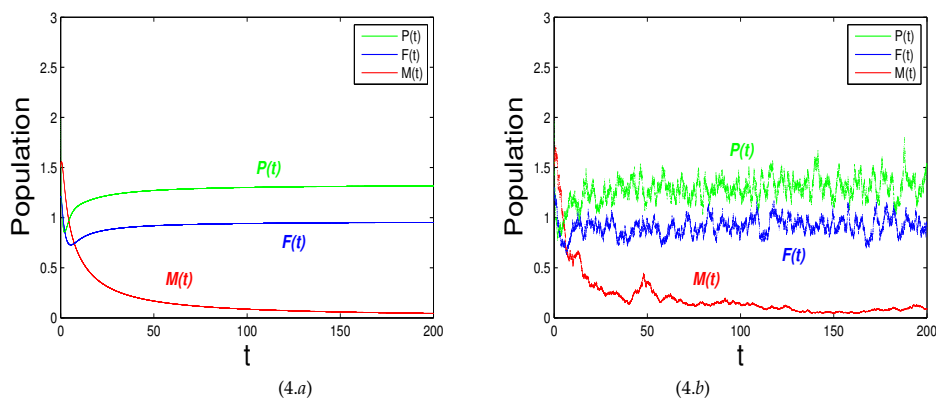 3
2.5
2
1.5
1
0.5
0
Population
P(t)
F(t)
M(t)
P(t)
F(t)
M(t)
0 50 100 150 200
t
(4.a)
3
2.5
2
1.5
1
0.5
0
Population
P(t)
F(t)
M(t)
P(t)
F(t)
M(t)
0 50 100 150 200
t
(4.b)